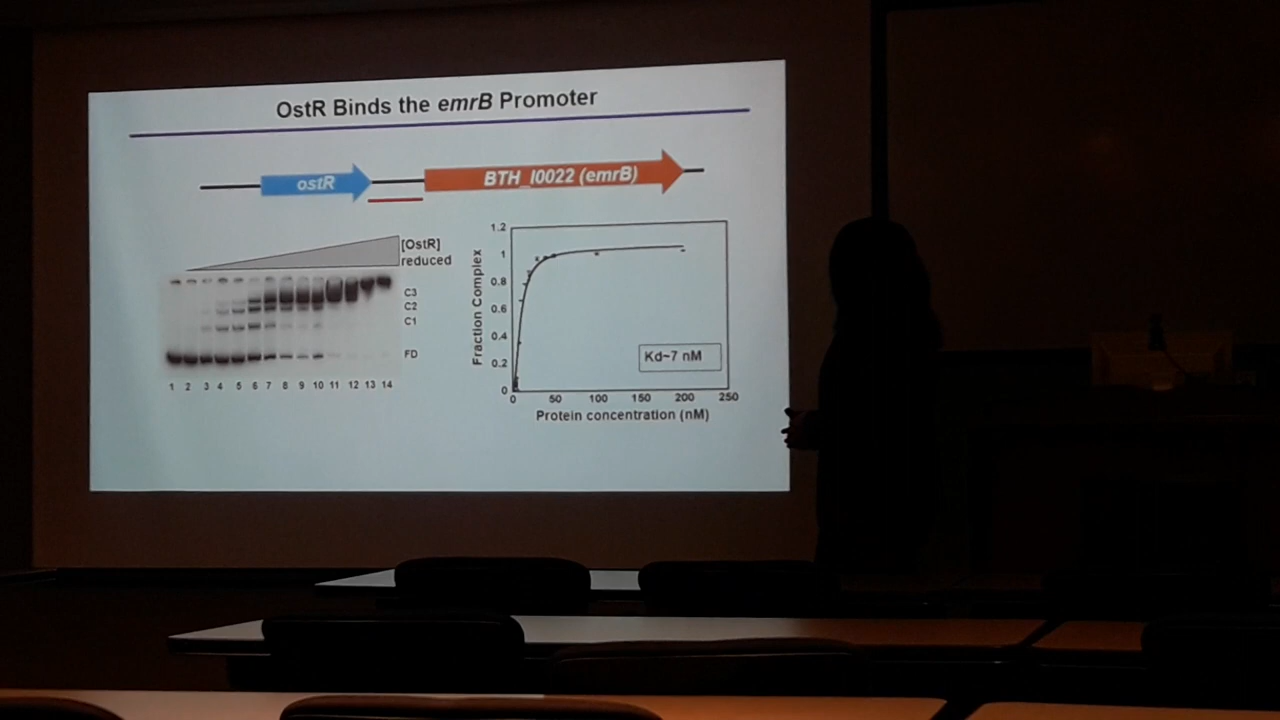 OstR Binds the emrB Promoter
ostR
BTH_I0022 (emrB)
[OstR]
reduced
C3
C2
C1
FD
1 2 3 4 5 6 7 8 9 10 11 12 13 14
Fraction Complex
1.2
1
0.8
0.6
0.4
0.2
0
Kd~7 nM
0 50 100 150 200 250
Protein concentration (nM)